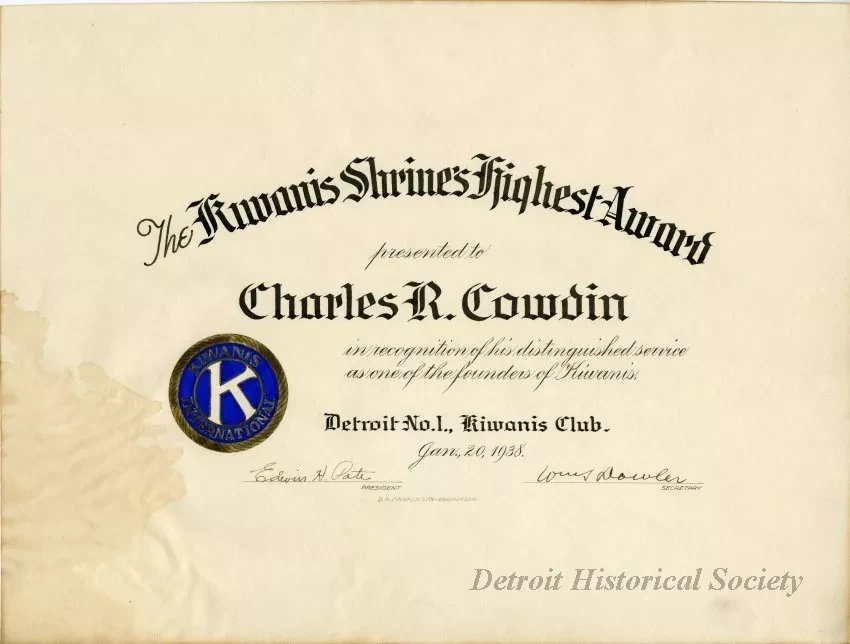 The Kiwanis Shrine's Highest Award
presented to
Charles R. Cowdin
in recognition of his distinguished service
as one of the founders of Kiwanis.
KIWANIS
K
INTERNATIONAL
Detroit No. 1., Kiwanis Club.
Jan., 20, 1938.
Edwin H. Pate
PRESIDENT
Louis Dowler
SECRETARY
Detroit Historical Society